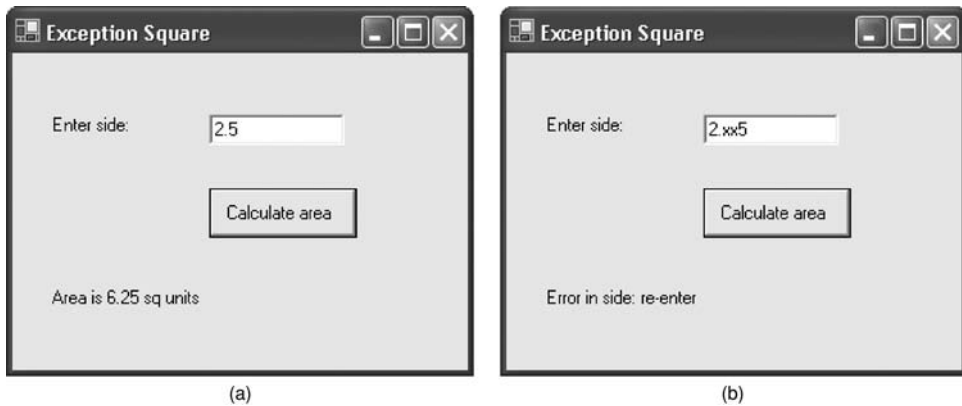 Exception Square
Enter side:
2.5
Calculate area
Area is 6.25 sq units
(a)
Exception Square
Enter side:
2.xx5
Calculate area
Error in side: re-enter
(b)